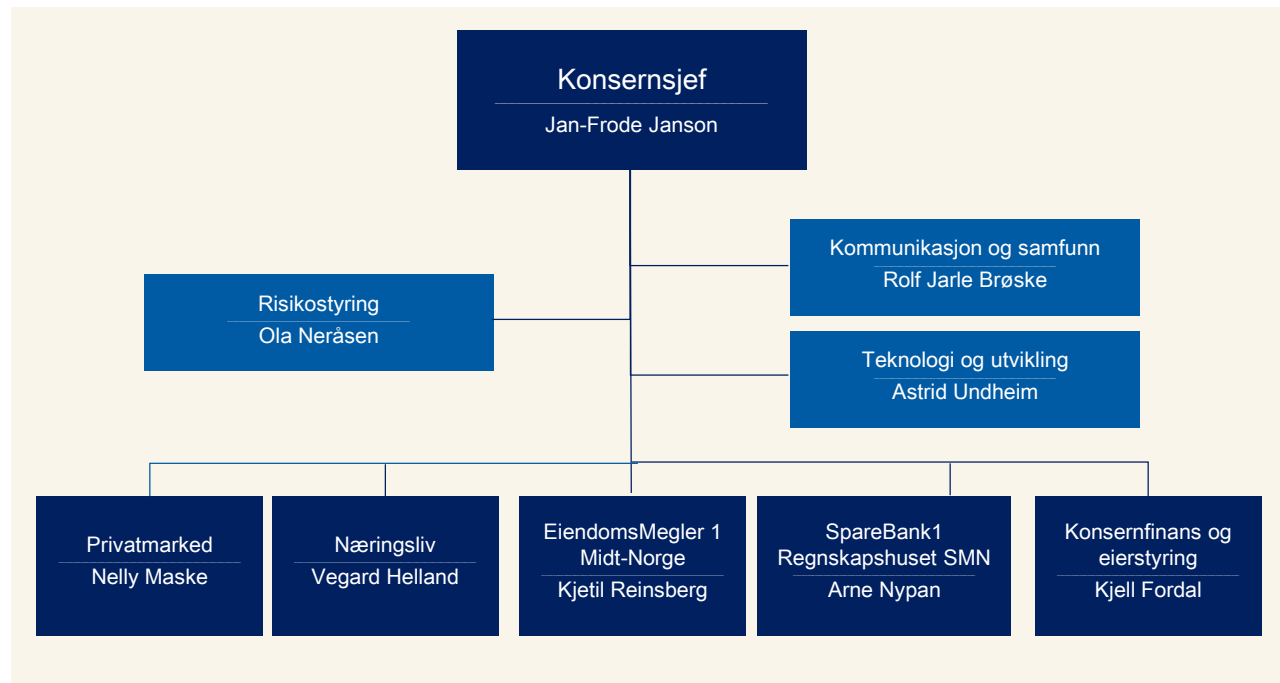 Konsernsjef
Jan-Frode Janson
Kommunikasjon og samfunn
Rolf Jarle Brøske
Risikostyring
Ola Neråsen
Teknologi og utvikling
Astrid Undheim
Privatmarked
Nelly Maske
Næringsliv
Vegard Helland
EiendomsMegler 1
Midt-Norge
Kjetil Reinsberg
SpareBank1
Regnskapshuset SMN
Arne Nypan
Konsernfinans og
eierstyring
Kjell Fordal